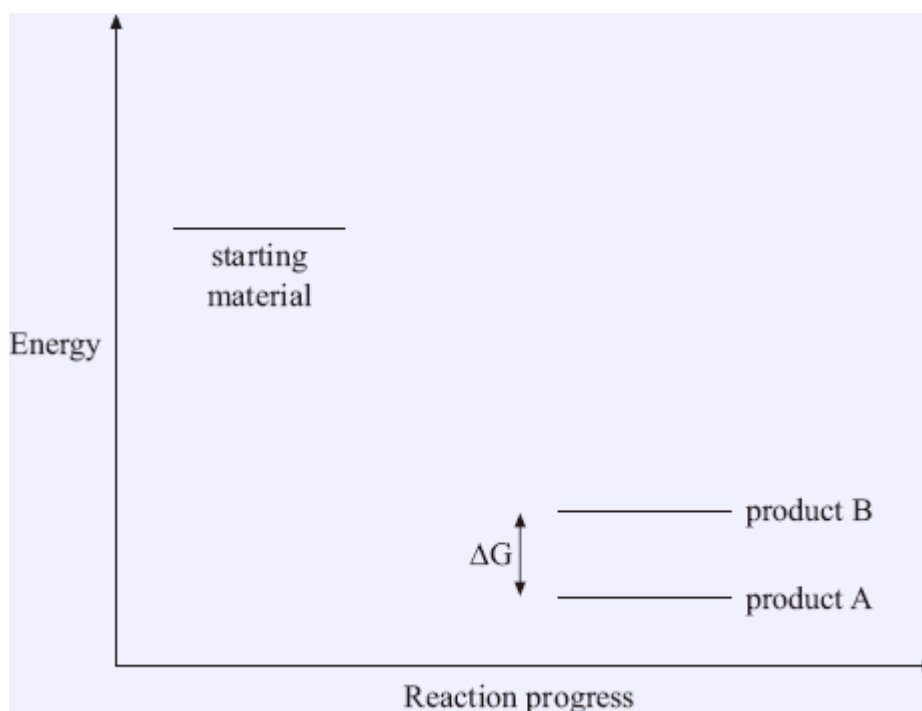 starting
material
Energy
product B
ΔG
product A
Reaction progress